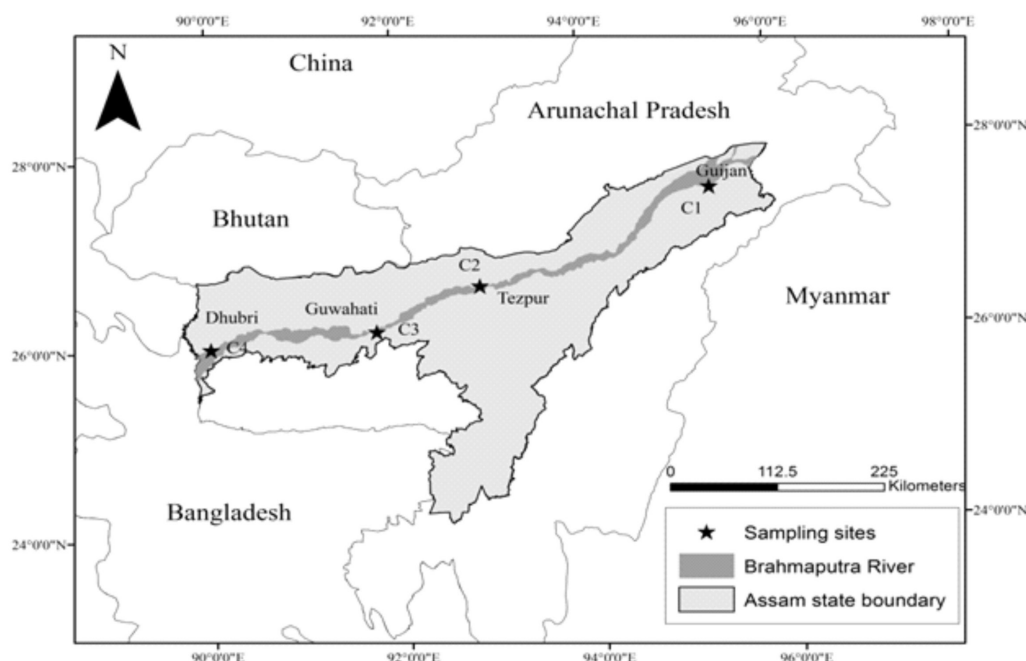 90°0'0"E 92°0'0"E 94°0'0"E 96°0'0"E 98°0'0"E
N
China
Arunachal Pradesh
28°0'0"N
28°0'0"N
Guijan
C1
Bhutan
C2
Tezpur
Myanmar
Dhubri
Guwahati
C3
C4
26°0'0"N
26°0'0"N
0 112.5 225
Kilometers
Bangladesh
24°0'0"N
24°0'0"N
Sampling sites
Brahmaputra River
Assam state boundary
90°0'0"E 92°0'0"E 94°0'0"E 96°0'0"E